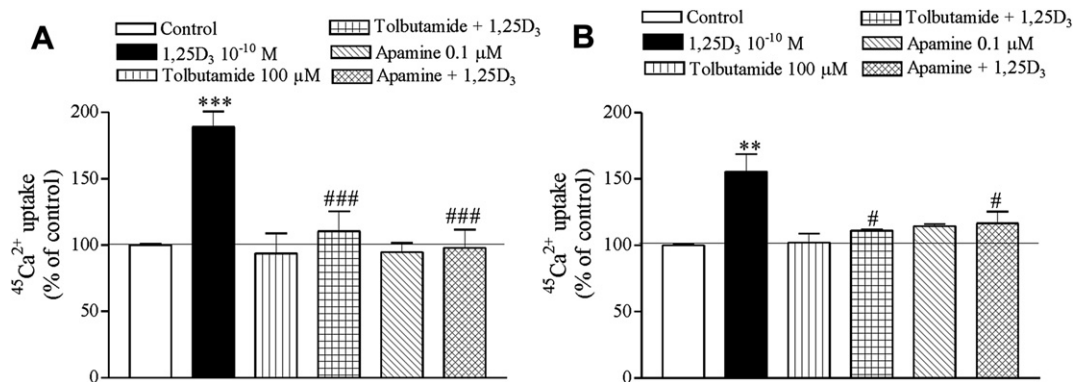 A
Control
1,25D₃ 10⁻¹⁰ M
Tolbutamide 100 µM
Tolbutamide + 1,25D₃
Apamine 0.1 µM
Apamine + 1,25D₃
⁴⁵Ca²⁺ uptake
(% of control)
200
150
100
50
0
***
###
###
B
Control
1,25D₃ 10⁻¹⁰ M
Tolbutamide 100 µM
Tolbutamide + 1,25D₃
Apamine 0.1 µM
Apamine + 1,25D₃
⁴⁵Ca²⁺ uptake
(% of control)
200
150
100
50
0
**
#
#